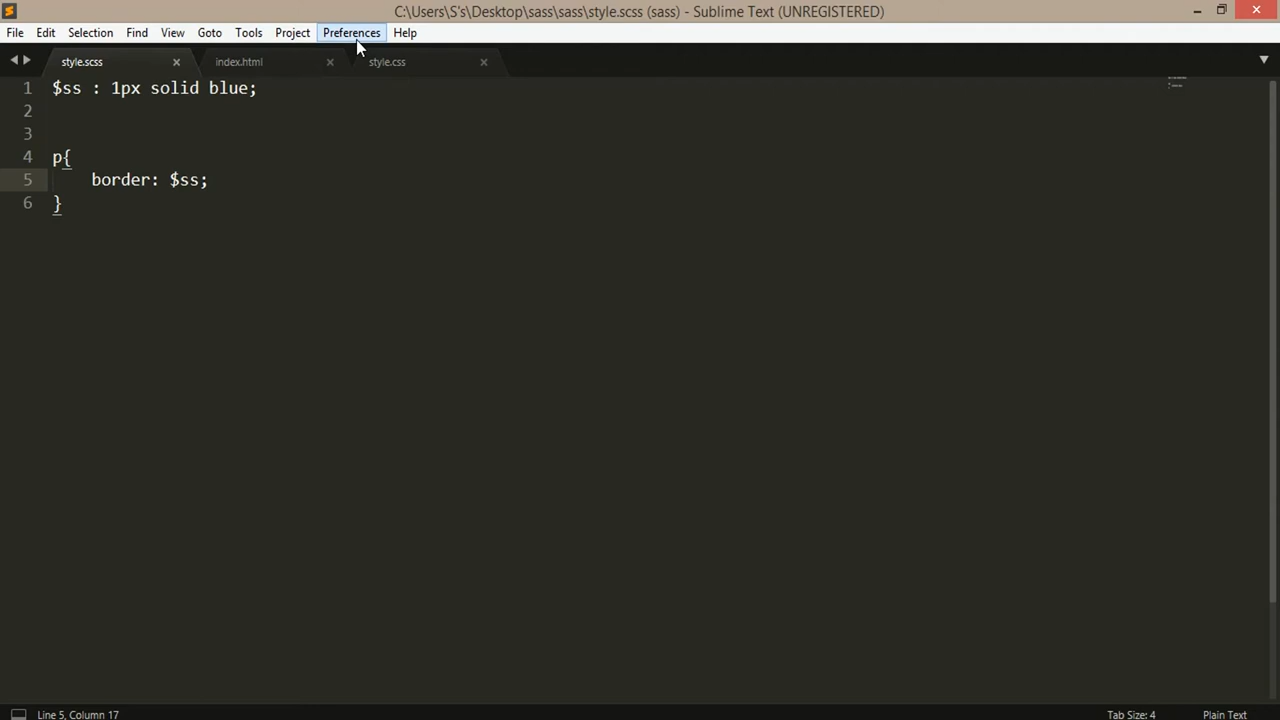 C:\Users\S's\Desktop\sass\sass\style.scss (sass) - Sublime Text (UNREGISTERED)
File Edit Selection Find View Goto Tools Project Preferences Help
style.scss index.html style.css
1 $ss : 1px solid blue;
2
3
4 p{
5 border: $ss;
6 }
Line 5, Column 17 Tab Size: 4 Plain Text